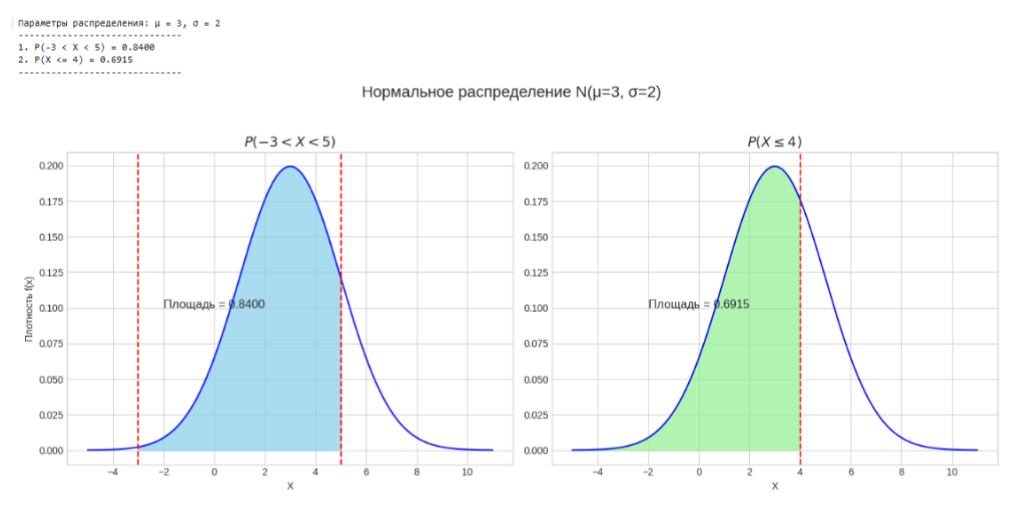 Параметры распределения: μ = 3, σ = 2
------------------------------
1. P(-3 < X < 5) = 0.8400
2. P(X <= 4) = 0.6915
------------------------------
Нормальное распределение N(μ=3, σ=2)
P(−3 < X < 5)
0.200
0.175
0.150
0.125
0.100
0.075
0.050
0.025
0.000
Плотность f(x)
Площадь = 0.8400
−4 −2 0 2 4 6 8 10
X
P(X ≤ 4)
0.200
0.175
0.150
0.125
0.100
0.075
0.050
0.025
0.000
Площадь = 0.6915
−4 −2 0 2 4 6 8 10
X